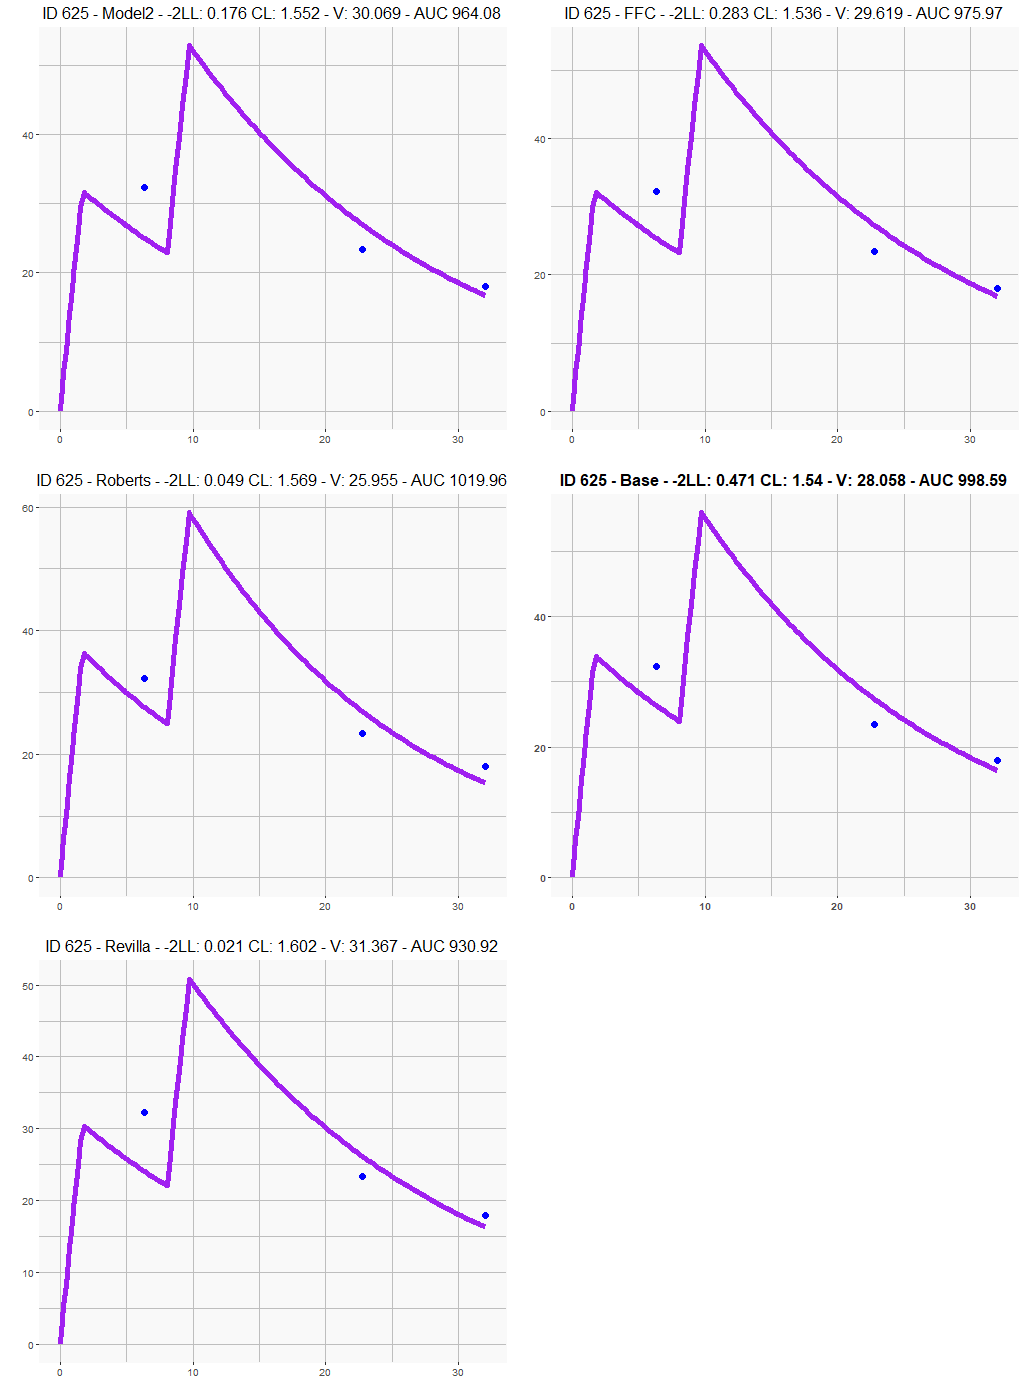 ID 625 - Model2 - -2LL: 0.176 CL: 1.552 - V: 30.069 - AUC 964.08
40
20
0
0 10 20 30
ID 625 - FFC - -2LL: 0.283 CL: 1.536 - V: 29.619 - AUC 975.97
40
20
0
0 10 20 30
ID 625 - Roberts - -2LL: 0.049 CL: 1.569 - V: 25.955 - AUC 1019.96
60
40
20
0
0 10 20 30
ID 625 - Base - -2LL: 0.471 CL: 1.54 - V: 28.058 - AUC 998.59
40
20
0
0 10 20 30
ID 625 - Revilla - -2LL: 0.021 CL: 1.602 - V: 31.367 - AUC 930.92
50
40
30
20
10
0
0 10 20 30